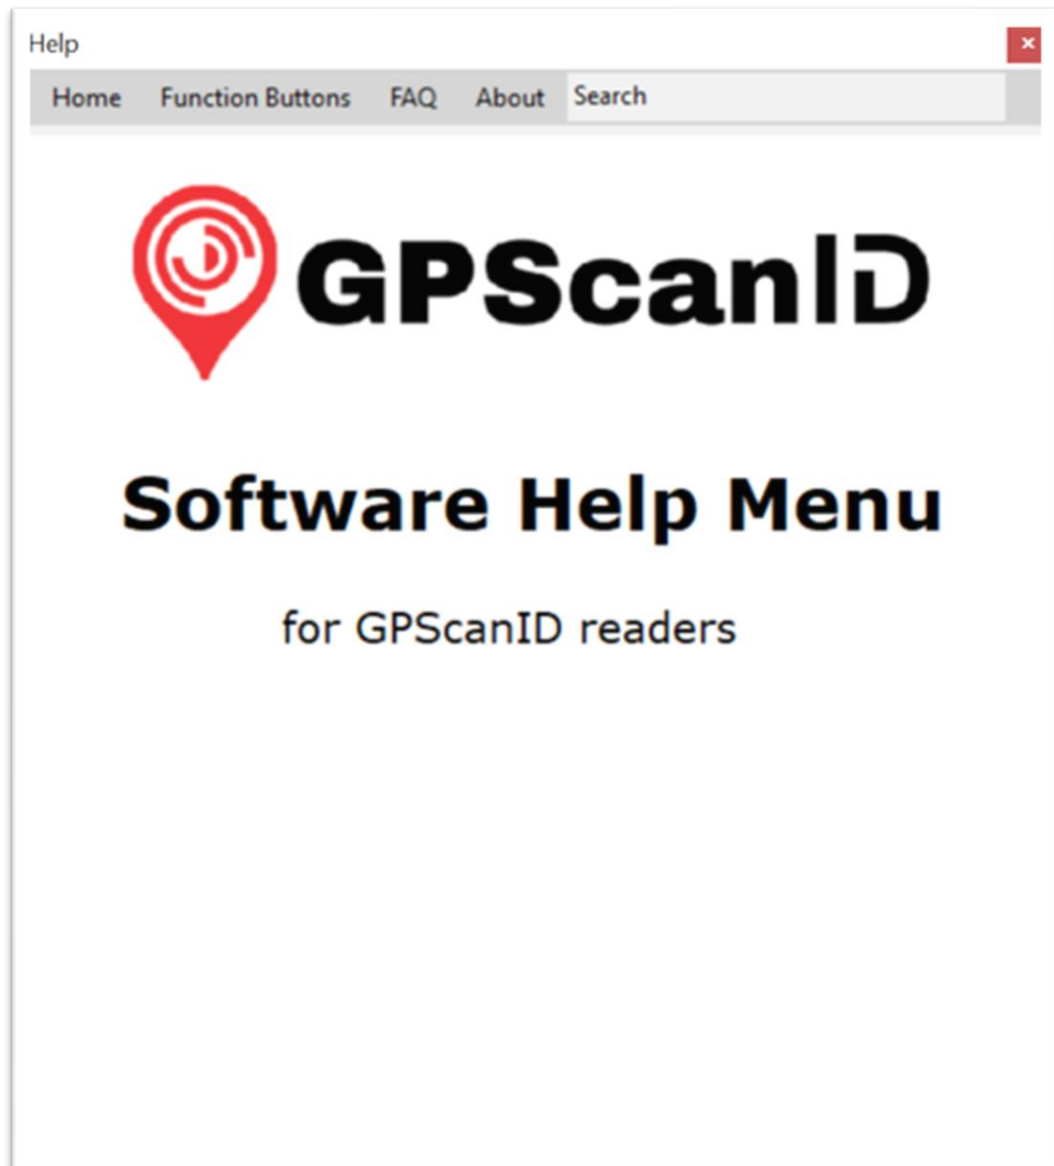 Help
Home Function Buttons FAQ About Search
GPScanID
Software Help Menu
for GPScanID readers